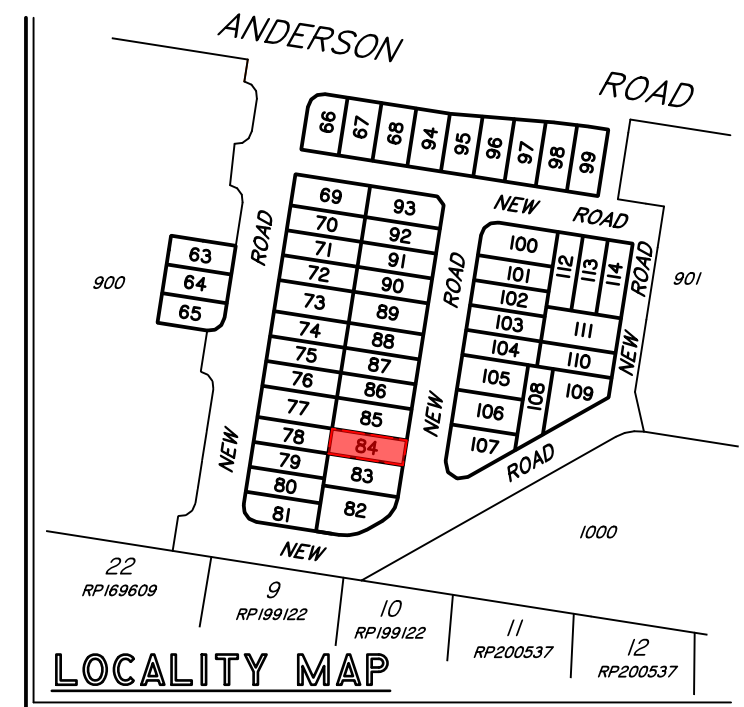 ANDERSON
ROAD
66 67 68 94 95 96 97 98 99
NEW ROAD
69 93
70 92
71 91
72 90
73 89
74 88
75 87
76 86
77 85
78 84
79 83
80 82
81
ROAD
NEW
63
64
65
900
ROAD
NEW
100 112 113 114
101
102
103 111
104 110
105 108 109
106
107
ROAD
NEW
901
ROAD
NEW
1000
22
RP169609
9
RP199122
10
RP199122
11
RP200537
12
RP200537
LOCALITY MAP